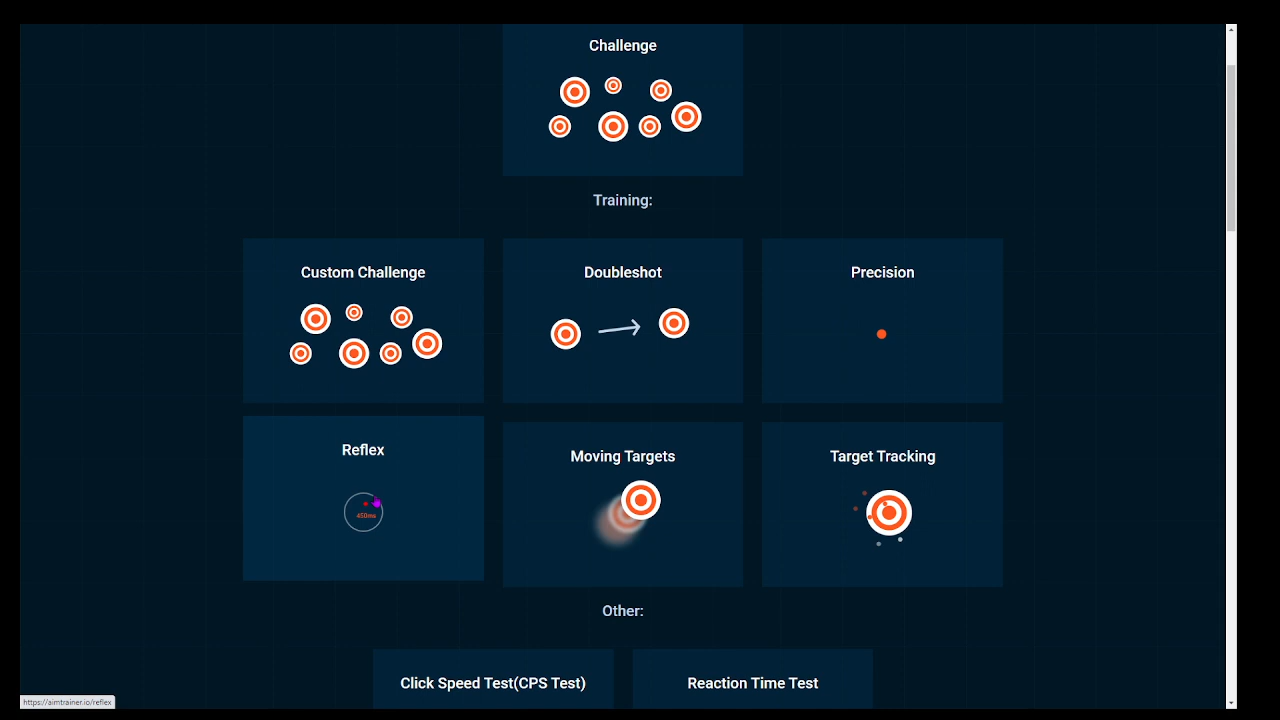 Challenge
Training:
Custom Challenge
Doubleshot
Precision
Reflex
450ms
Moving Targets
Target Tracking
Other:
Click Speed Test(CPS Test)
Reaction Time Test
https://aimtrainer.io/reflex